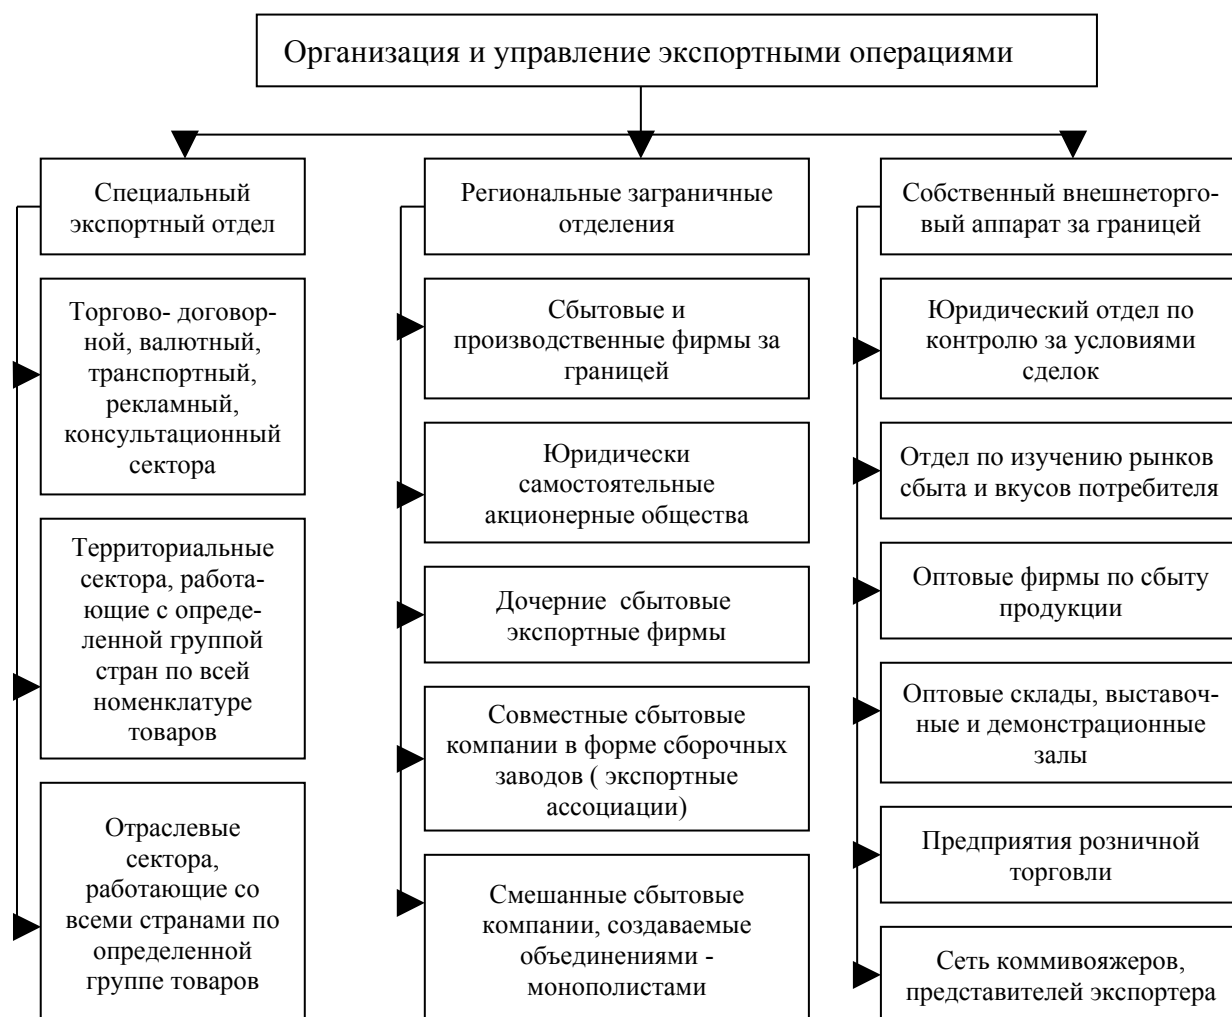 Организация и управление экспортными операциями
Специальный
экспортный отдел
Торгово- договор-
ной, валютный,
транспортный,
рекламный,
консультационный
сектора
Территориальные
сектора, работа-
ющие с опреде-
ленной группой
стран по всей
номенклатуре
товаров
Отраслевые
сектора,
работающие со
всеми странами по
определенной
группе товаров
Региональные заграничные
отделения
Сбытовые и
производственные фирмы за
границей
Юридически
самостоятельные
акционерные общества
Дочерние сбытовые
экспортные фирмы
Совместные сбытовые
компании в форме сборочных
заводов ( экспортные
ассоциации)
Смешанные сбытовые
компании, создаваемые
объединениями -
монополистами
Собственный внешнеторго-
вый аппарат за границей
Юридический отдел по
контролю за условиями
сделок
Отдел по изучению рынков
сбыта и вкусов потребителя
Оптовые фирмы по сбыту
продукции
Оптовые склады, выставоч-
ные и демонстрационные
залы
Предприятия розничной
торговли
Сеть коммивояжеров,
представителей экспортера